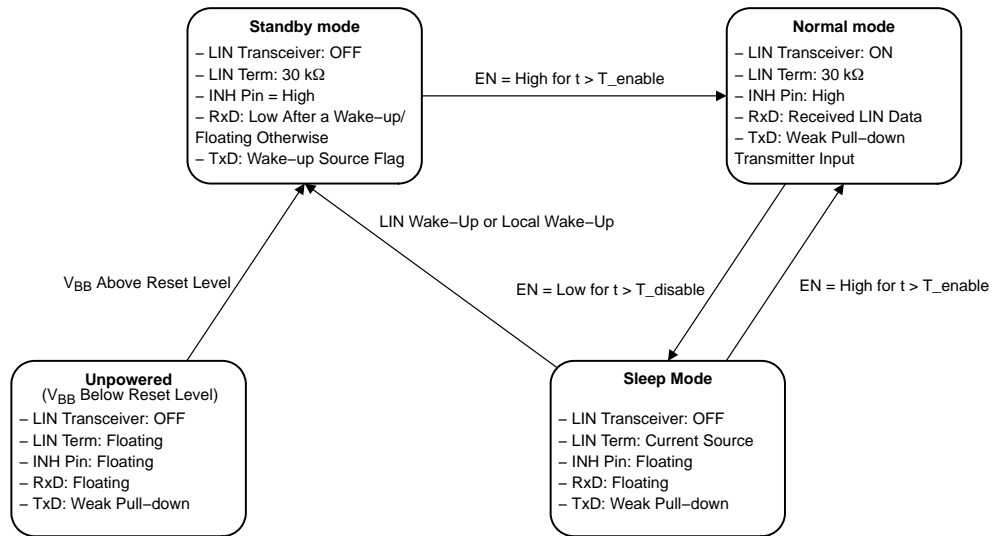 Standby mode
– LIN Transceiver: OFF
– LIN Term: 30 kΩ
– INH Pin = High
– RxD: Low After a Wake−up/
Floating Otherwise
– TxD: Wake−up Source Flag
EN = High for t > T_enable
Normal mode
– LIN Transceiver: ON
– LIN Term: 30 kΩ
– INH Pin: High
– RxD: Received LIN Data
– TxD: Weak Pull−down
Transmitter Input
LIN Wake−Up or Local Wake−Up
VBB Above Reset Level
EN = Low for t > T_disable
EN = High for t > T_enable
Unpowered
(VBB Below Reset Level)
– LIN Transceiver: OFF
– LIN Term: Floating
– INH Pin: Floating
– RxD: Floating
– TxD: Weak Pull−down
Sleep Mode
– LIN Transceiver: OFF
– LIN Term: Current Source
– INH Pin: Floating
– RxD: Floating
– TxD: Weak Pull−down